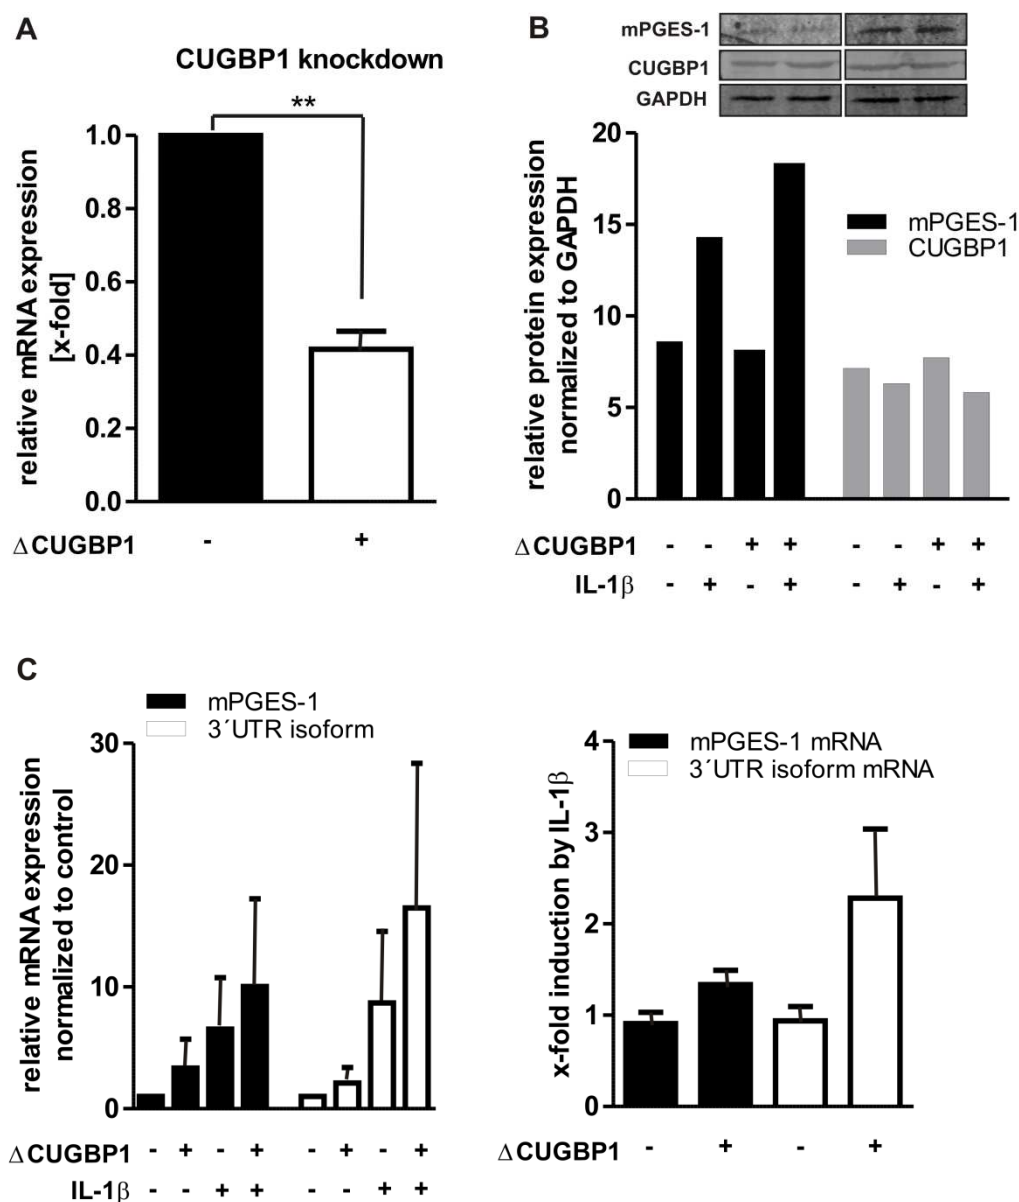 A
CUGBP1 knockdown
**
relative mRNA expression
[x-fold]
1.0
0.8
0.6
0.4
0.2
0.0
ΔCUGBP1 - +
B
mPGES-1
CUGBP1
GAPDH
relative protein expression
normalized to GAPDH
20
15
10
5
0
mPGES-1
CUGBP1
ΔCUGBP1 - - + + - - + +
IL-1β - + - + - + - +
C
mPGES-1
3´UTR isoform
relative mRNA expression
normalized to control
30
20
10
0
ΔCUGBP1 - + - + - + - +
IL-1β - - + + - - + +
mPGES-1 mRNA
3´UTR isoform mRNA
x-fold induction by IL-1β
4
3
2
1
0
ΔCUGBP1 - + - +